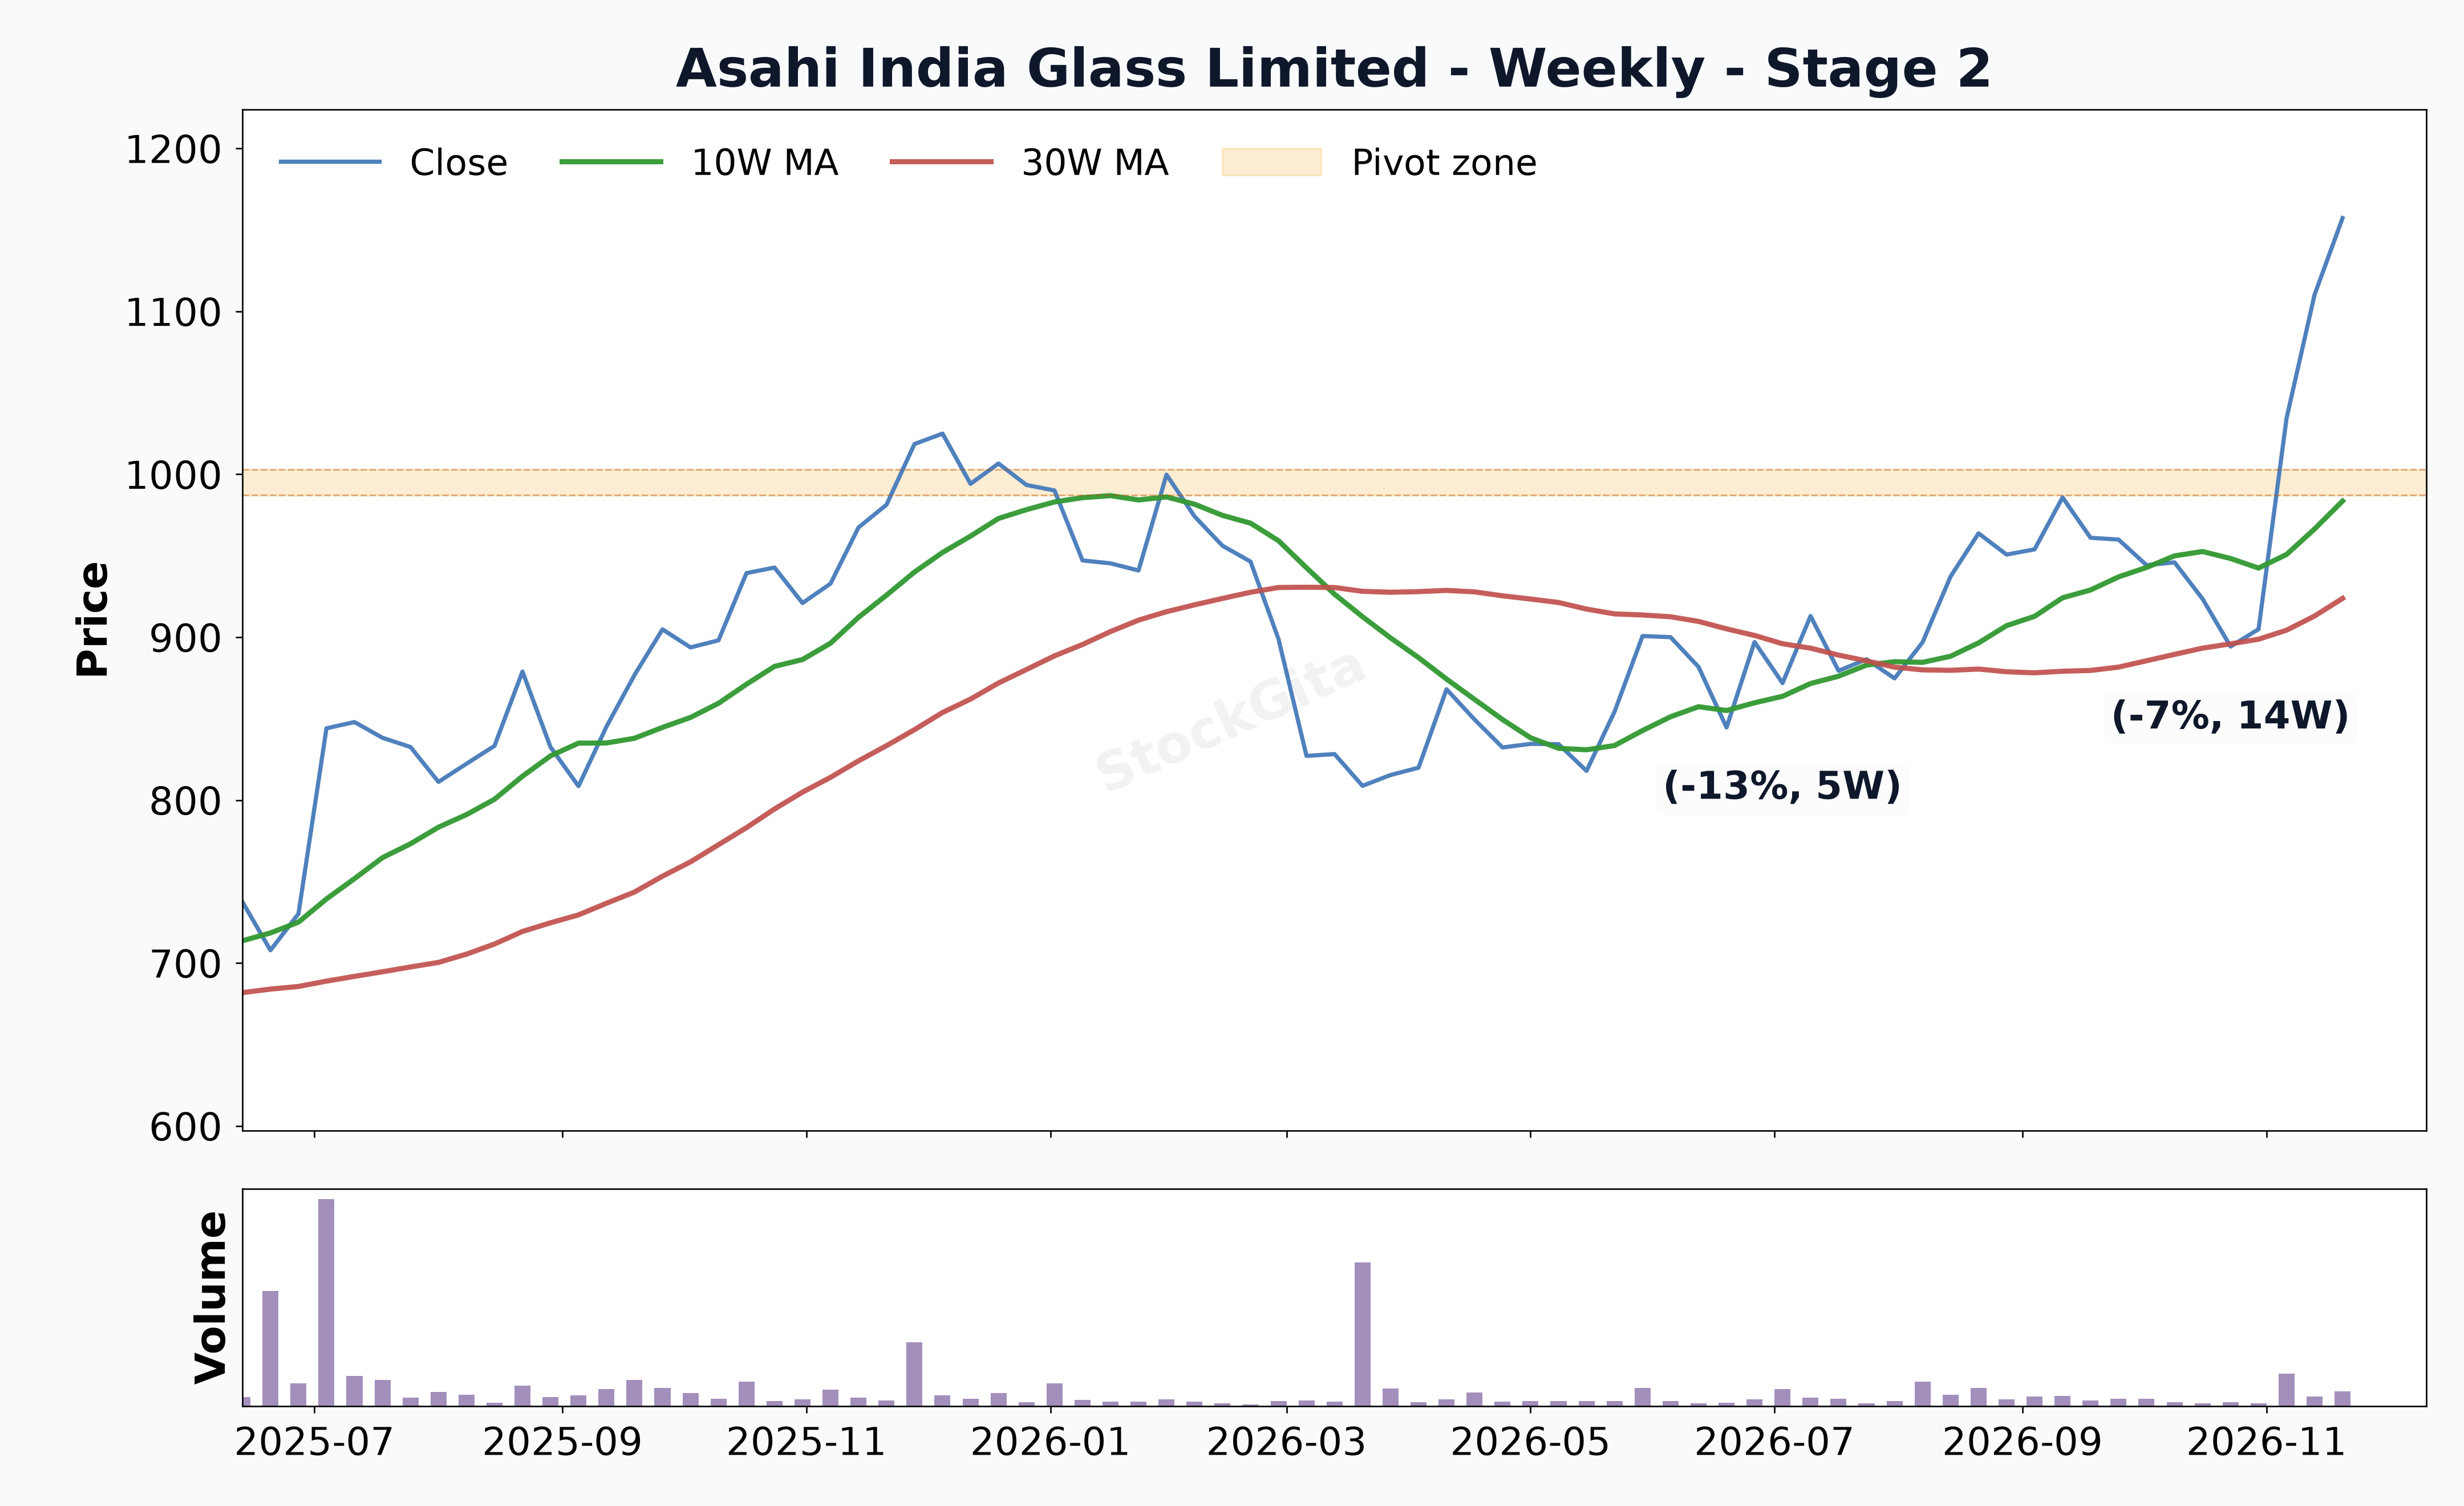 Asahi India Glass Limited - Weekly - Stage 2
Close
10W MA
30W MA
Pivot zone
Price
1200
1100
1000
900
800
700
600
StockGita
(-7%, 14W)
(-13%, 5W)
Volume
2025-07
2025-09
2025-11
2026-01
2026-03
2026-05
2026-07
2026-09
2026-11